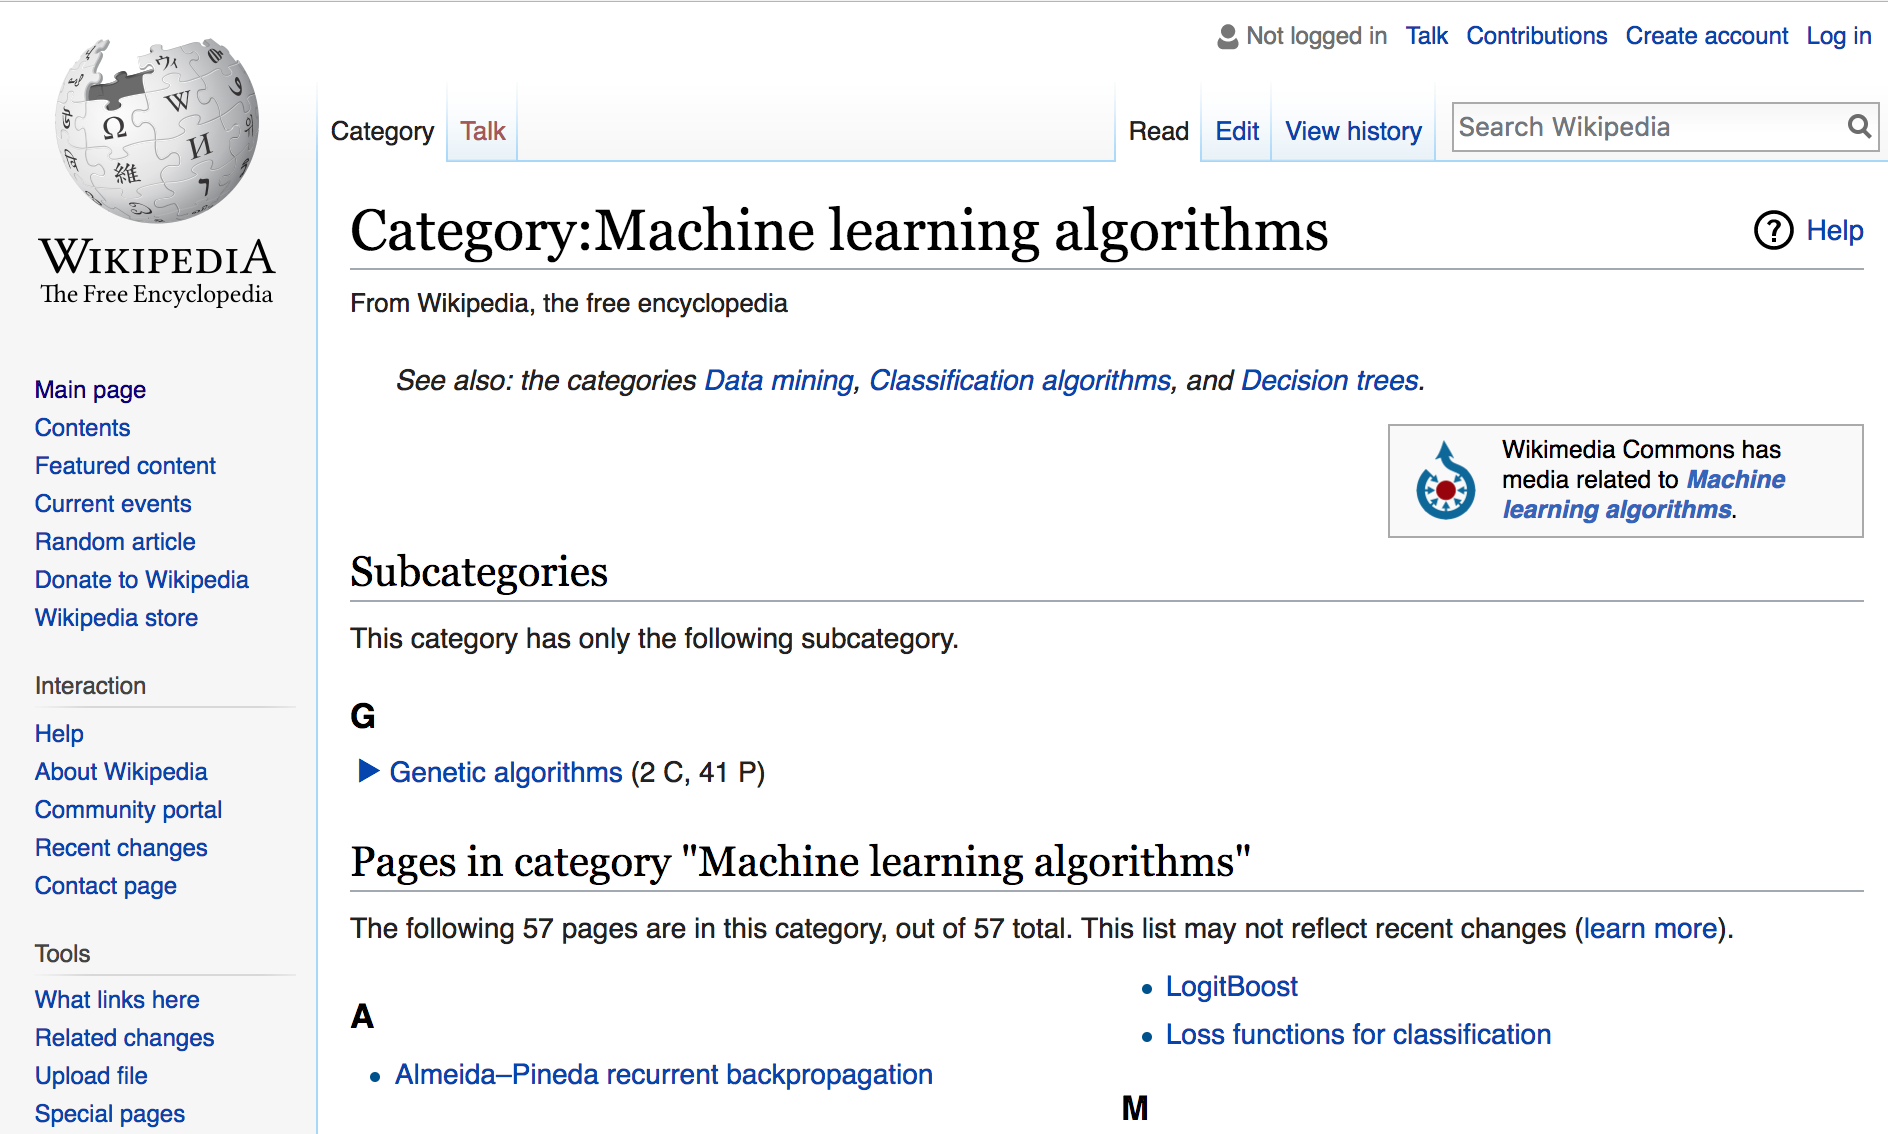 Not logged in Talk Contributions Create account Log in
Category Talk Read Edit View history Search Wikipedia
WIKIPEDIA
The Free Encyclopedia
Main page
Contents
Featured content
Current events
Random article
Donate to Wikipedia
Wikipedia store
Interaction
Help
About Wikipedia
Community portal
Recent changes
Contact page
Tools
What links here
Related changes
Upload file
Special pages
Category:Machine learning algorithms
Help
From Wikipedia, the free encyclopedia
See also: the categories Data mining, Classification algorithms, and Decision trees.
Wikimedia Commons has
media related to Machine
learning algorithms.
Subcategories
This category has only the following subcategory.
G
Genetic algorithms (2 C, 41 P)
Pages in category "Machine learning algorithms"
The following 57 pages are in this category, out of 57 total. This list may not reflect recent changes (learn more).
A
Almeida–Pineda recurrent backpropagation
LogitBoost
Loss functions for classification
M